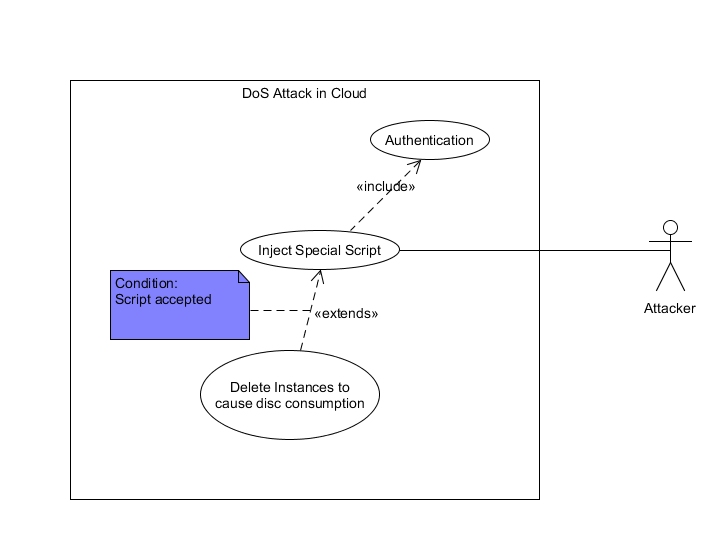 DoS Attack in Cloud
Authentication
«include»
Inject Special Script
Condition:
Script accepted
«extends»
Attacker
Delete Instances to
cause disc consumption